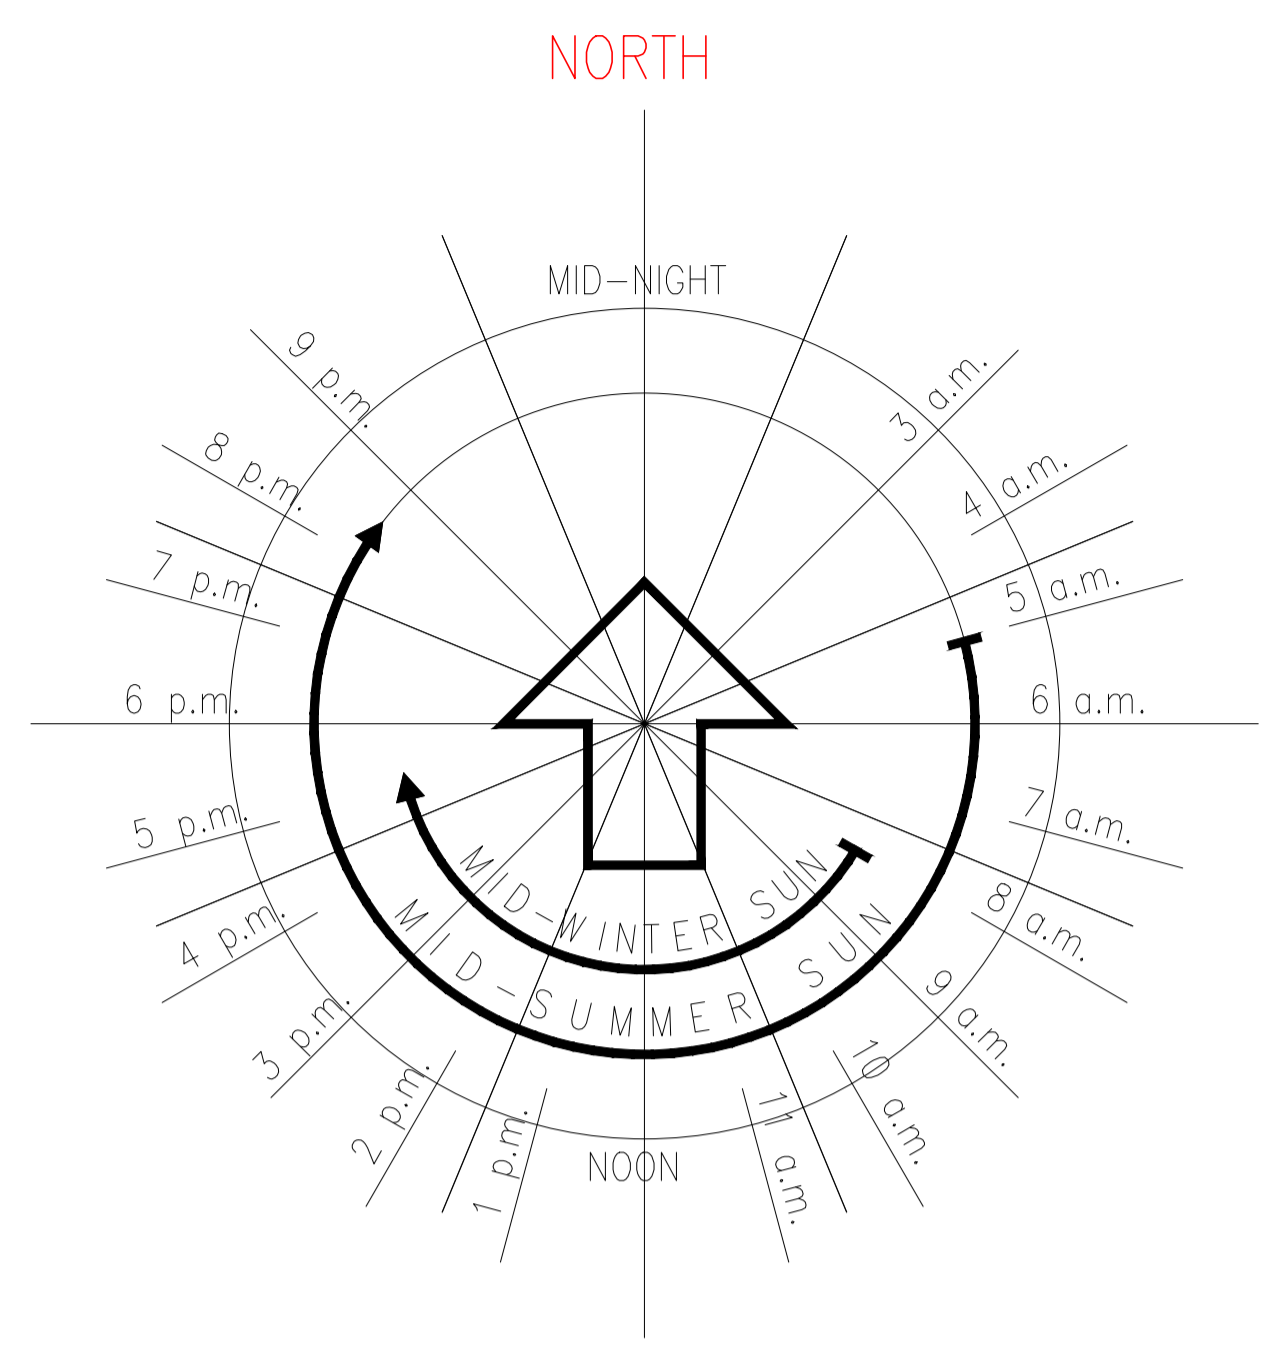 NORTH
MID-NIGHT
9 p.m.
3 a.m.
8 p.m.
4 a.m.
7 p.m.
5 a.m.
6 p.m.
6 a.m.
5 p.m.
7 a.m.
4 p.m.
8 a.m.
3 p.m.
9 a.m.
2 p.m.
10 a.m.
1 p.m.
11 a.m.
NOON
MID-WINTER SUN
MID-SUMMER SUN